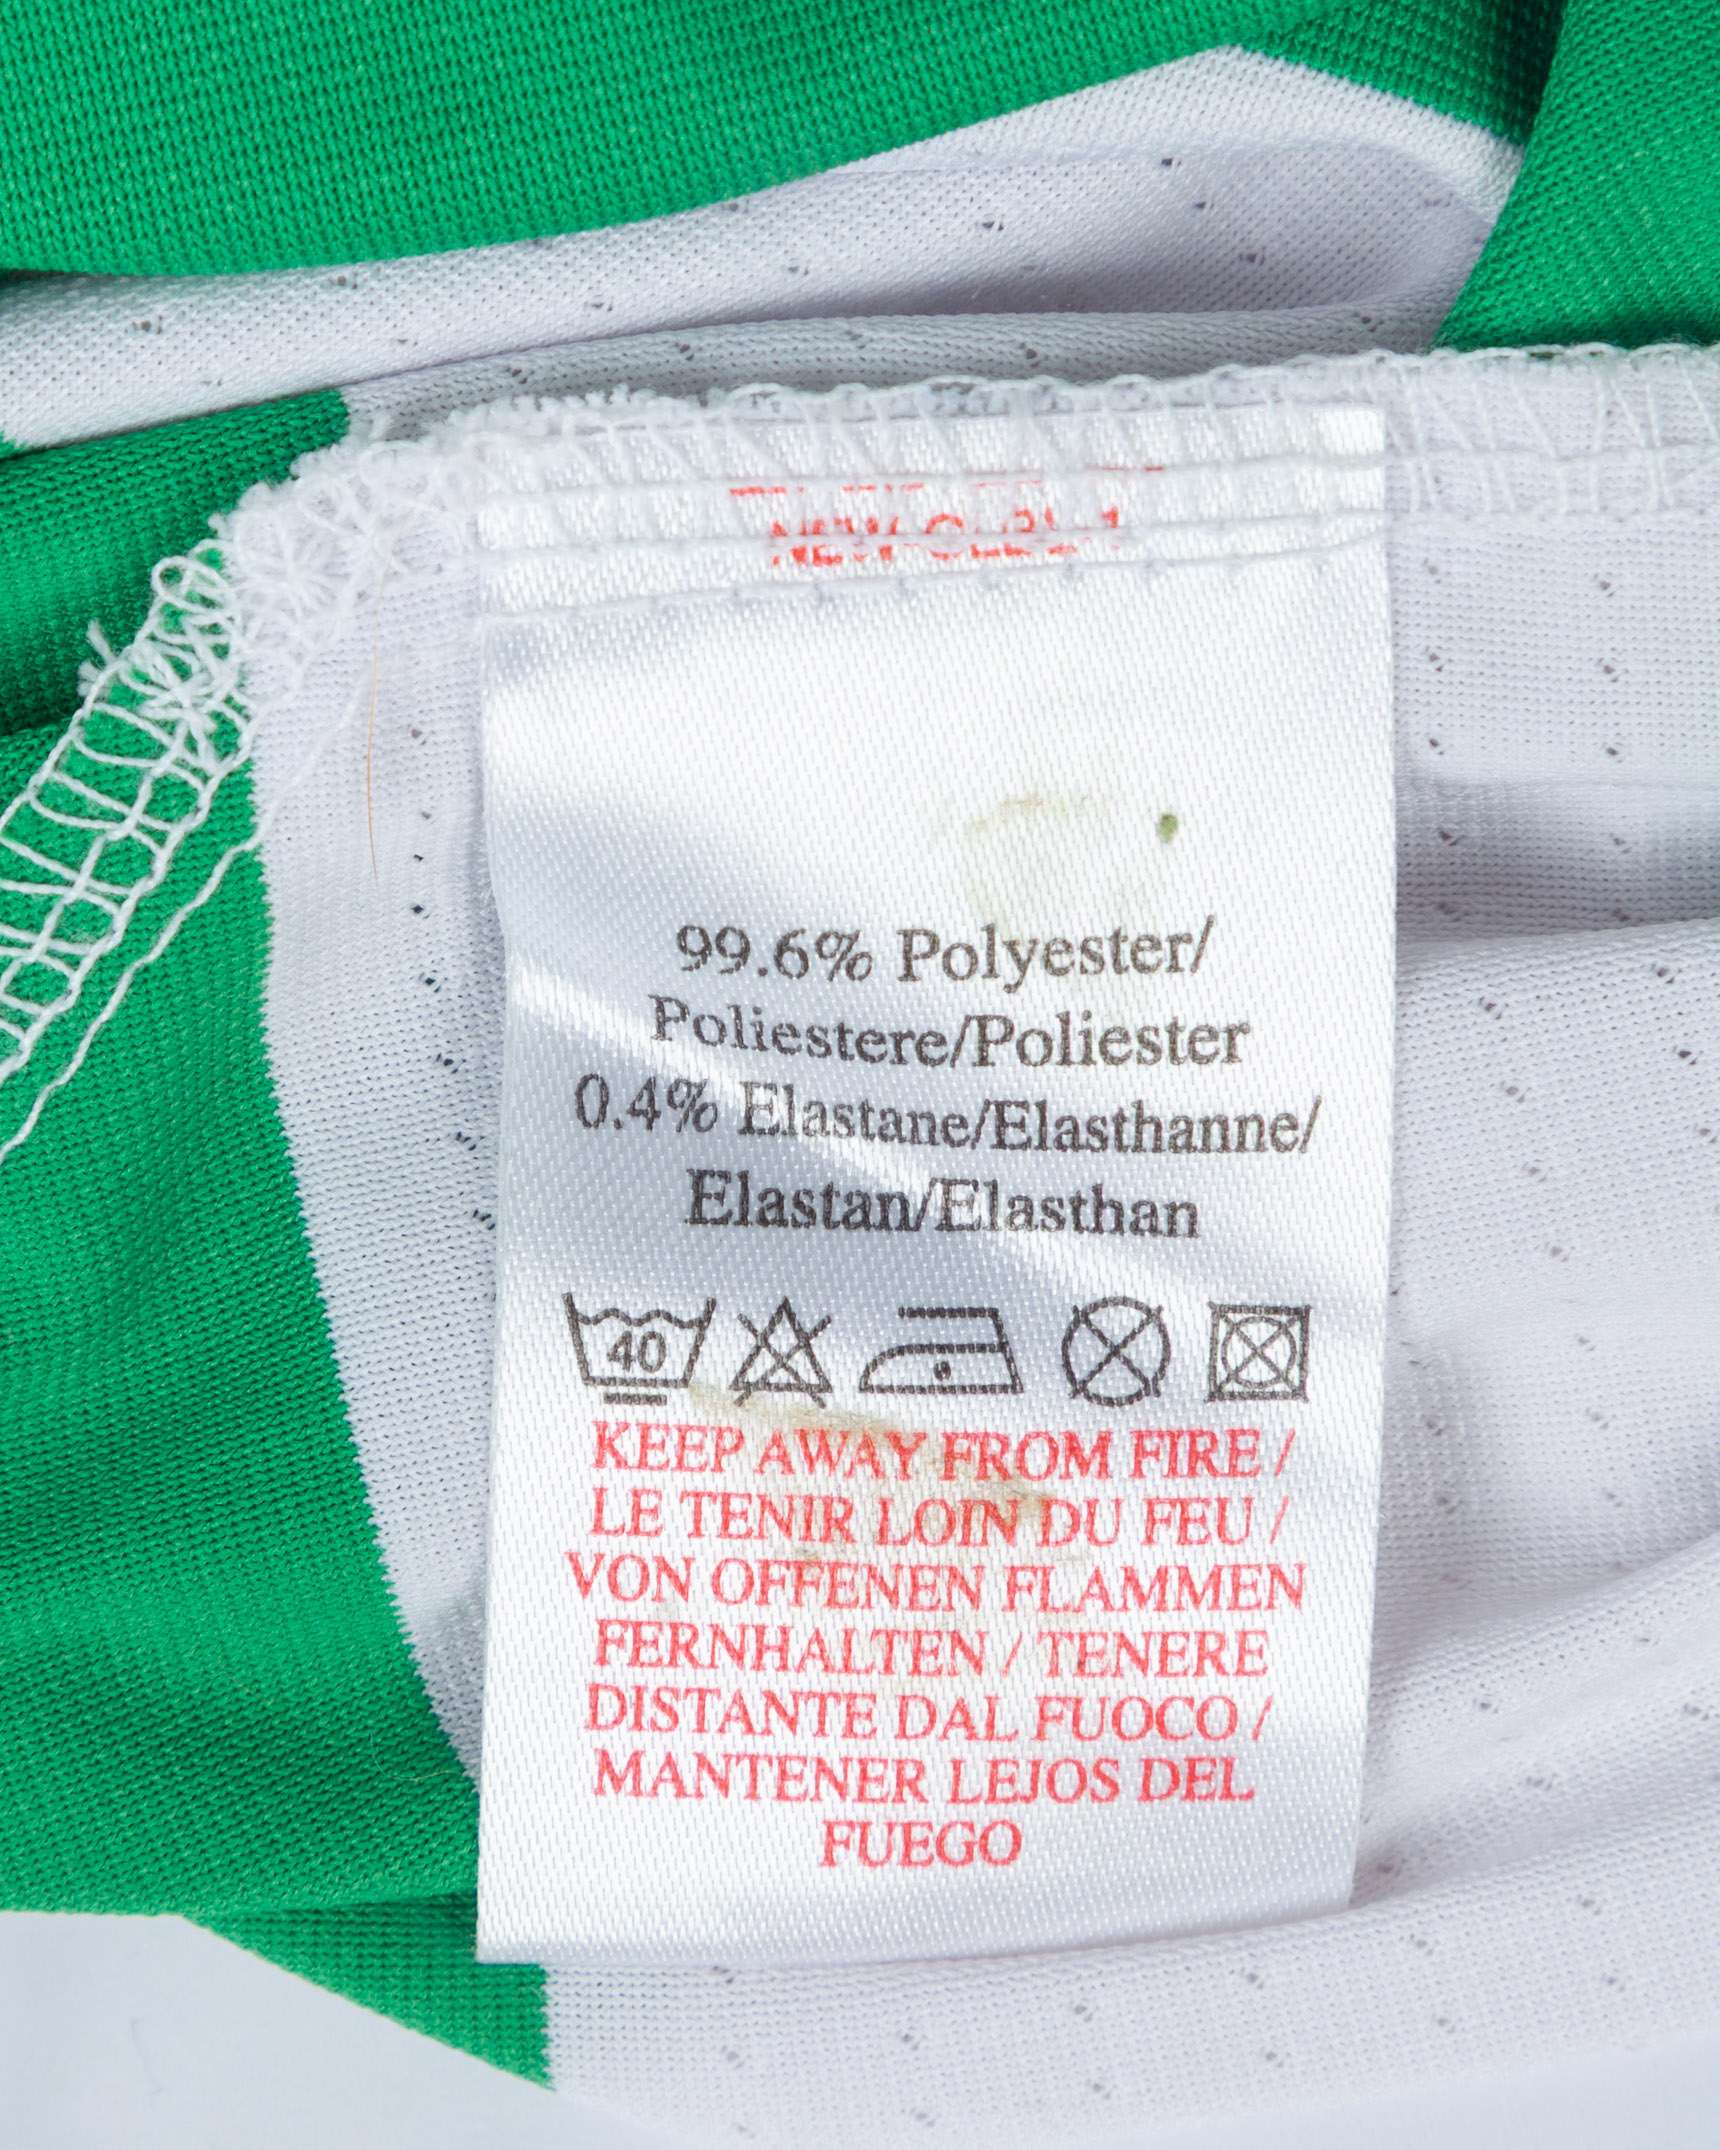 99.6% Polyester/
Poliestere/Poliester
0.4% Elastane/Elasthanne/
Elastan/Elasthan
40
KEEP AWAY FROM FIRE /
LE TENIR LOIN DU FEU /
VON OFFENEN FLAMMEN
FERNHALTEN / TENERE
DISTANTE DAL FUOCO /
MANTENER LEJOS DEL
FUEGO